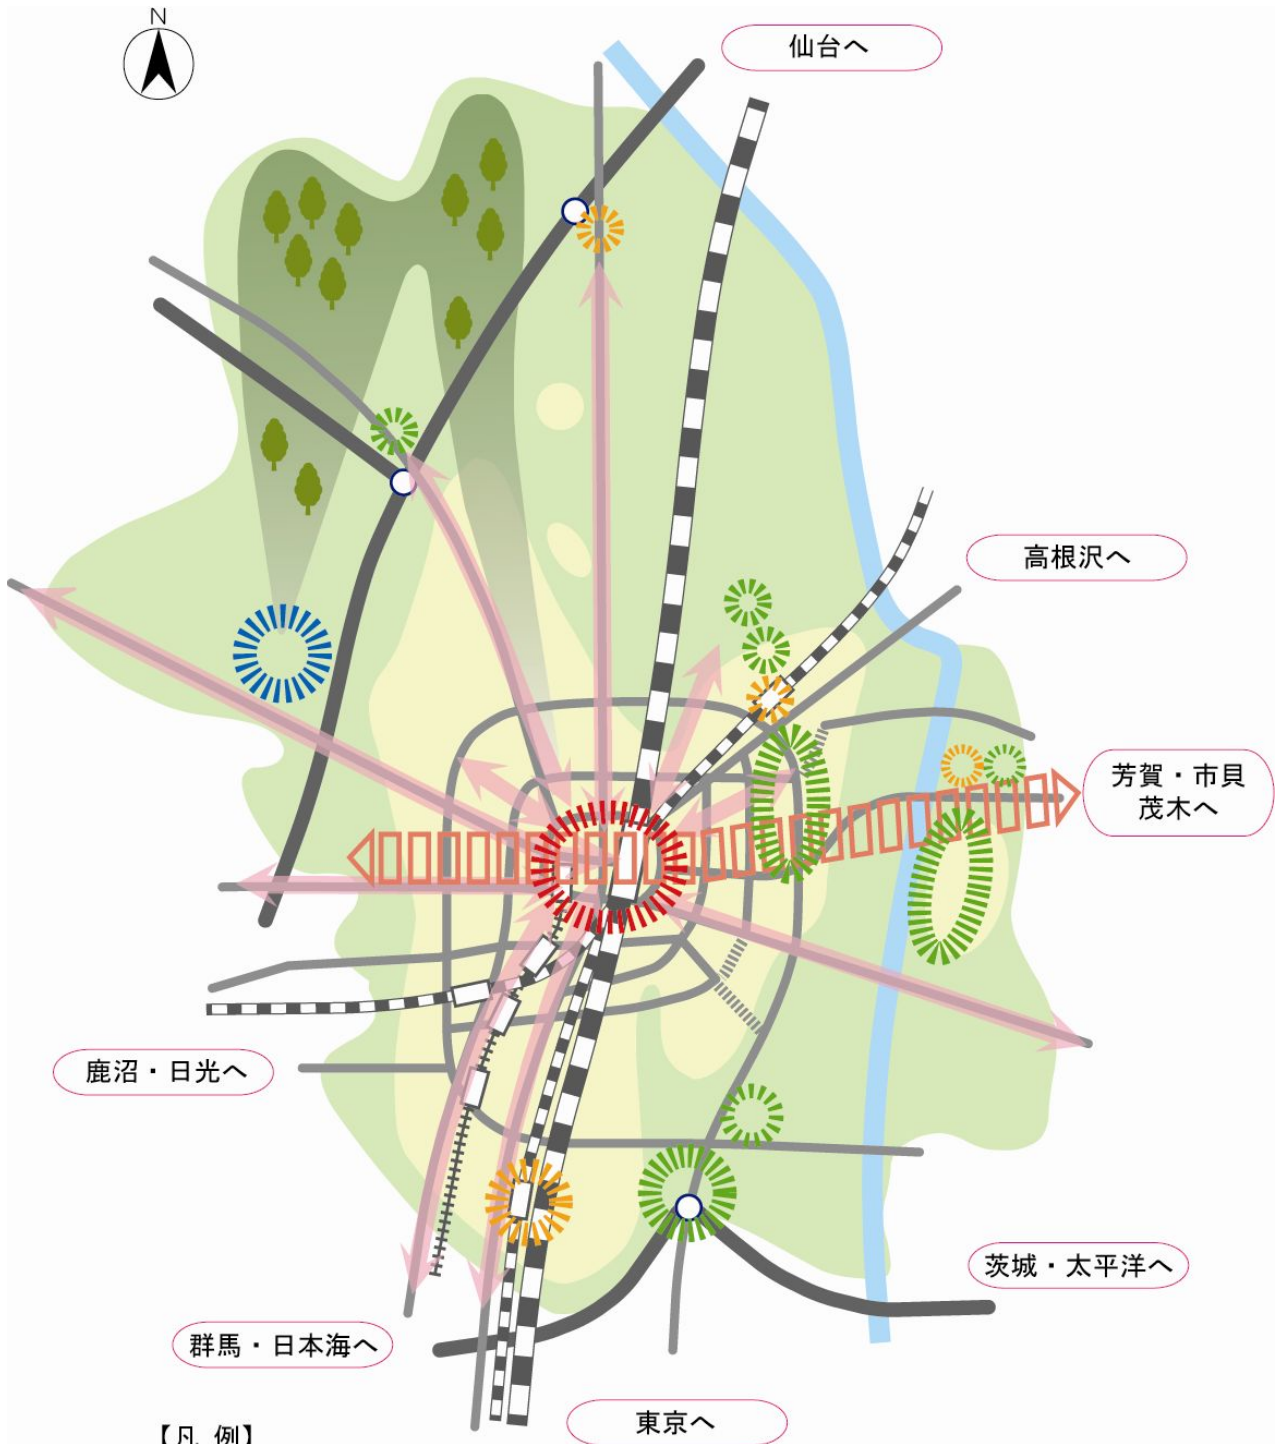 N
仙台へ
高根沢へ
芳賀・市貝
茂木へ
鹿沼・日光へ
茨城・太平洋へ
群馬・日本海へ
東京へ
【凡 例】